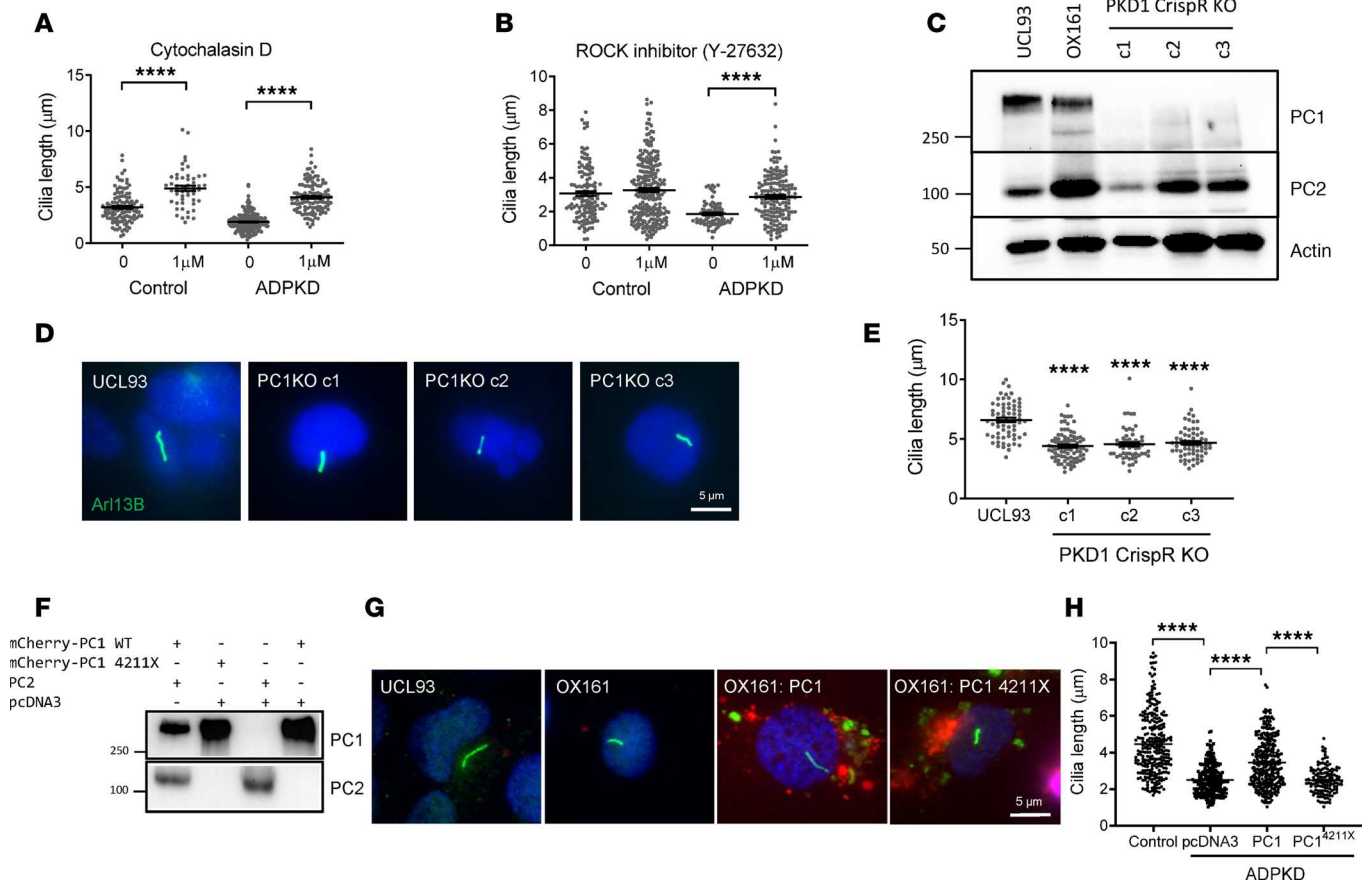 A
Cytochalasin D
Cilia length (μm)
15
10
5
0
****
****
0
1μM
0
1μM
Control
ADPKD
B
ROCK inhibitor (Y-27632)
Cilia length (μm)
10
8
6
4
2
0
****
0
1μM
0
1μM
Control
ADPKD
C
UCL93
OX161
PKD1 CrispR KO
c1
c2
c3
250
100
50
PC1
PC2
Actin
D
UCL93
Arl13B
PC1KO c1
PC1KO c2
PC1KO c3
5 μm
E
Cilia length (μm)
15
10
5
0
****
****
****
UCL93
c1
c2
c3
PKD1 CrispR KO
F
mCherry-PC1 WT + - - +
mCherry-PC1 4211X - + - -
PC2 + - + -
pcDNA3 - + + +
250
100
PC1
PC2
G
UCL93
OX161
OX161: PC1
OX161: PC1 4211X
5 μm
H
Cilia length (μm)
10
8
6
4
2
0
****
****
****
Control
pcDNA3
PC1
PC1^4211X
ADPKD